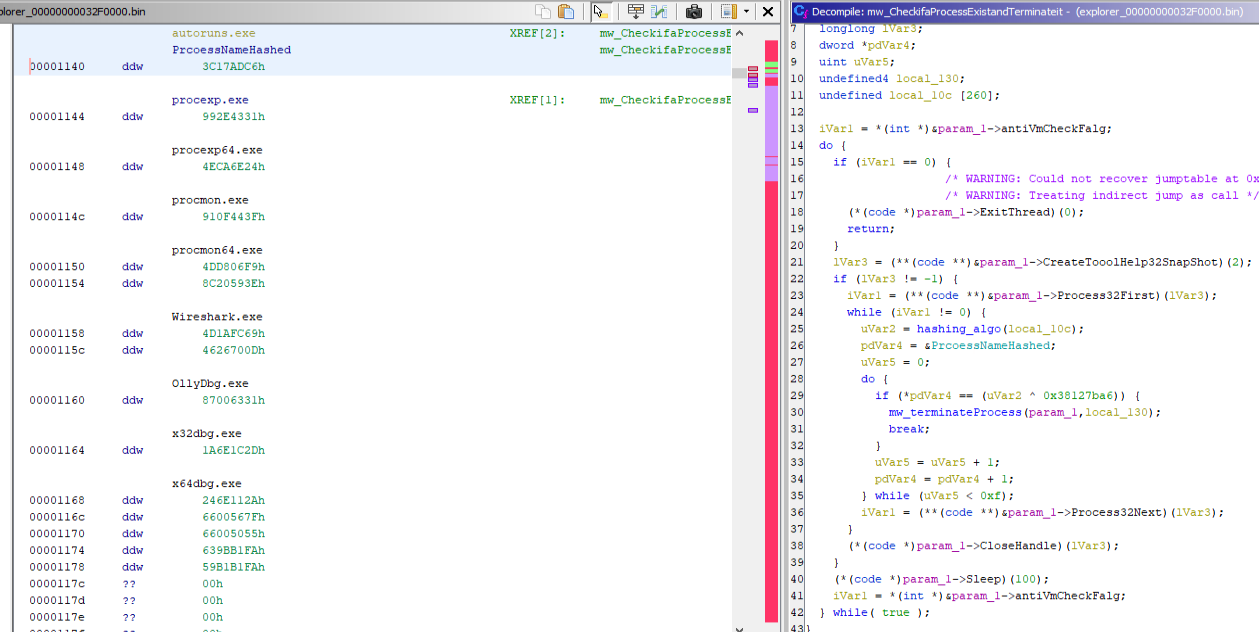 plorer_00000000032F0000.bin
autoruns.exe XREF[2]: mw_CheckifaProcessE
PrcoessNameHashed mw_CheckifaProcessE
00001140 ddw 3C17ADC6h
procexp.exe XREF[1]: mw_CheckifaProcessE
00001144 ddw 992E4331h
procexp64.exe
00001148 ddw 4ECA6E24h
procmon.exe
0000114c ddw 910F443Fh
procmon64.exe
00001150 ddw 4DD806F9h
00001154 ddw 8C20593Eh
Wireshark.exe
00001158 ddw 4D1AFC69h
0000115c ddw 4626700Dh
OllyDbg.exe
00001160 ddw 87006331h
x32dbg.exe
00001164 ddw 1A6E1C2Dh
x64dbg.exe
00001168 ddw 246E112Ah
0000116c ddw 6600567Fh
00001170 ddw 66005055h
00001174 ddw 639BB1FAh
00001178 ddw 59B1B1FAh
0000117c ?? 00h
0000117d ?? 00h
0000117e ?? 00h
Decompile: mw_CheckifaProcessExistandTerminateit - (explorer_00000000032F0000.bin)
7 longlong lVar3;
8 dword *pdVar4;
9 uint uVar5;
10 undefined4 local_130;
11 undefined local_10c [260];
12
13 iVar1 = *(int *)&param_1->antiVmCheckFalg;
14 do {
15 if (iVar1 == 0) {
16 /* WARNING: Could not recover jumptable at 0x
17 /* WARNING: Treating indirect jump as call */
18 (*(code *)param_1->ExitThread)(0);
19 return;
20 }
21 lVar3 = (**(code **)&param_1->CreateTooolHelp32SnapShot)(2);
22 if (lVar3 != -1) {
23 iVar1 = (**(code **)&param_1->Process32First)(lVar3);
24 while (iVar1 != 0) {
25 uVar2 = hashing_algo(local_10c);
26 pdVar4 = &PrcoessNameHashed;
27 uVar5 = 0;
28 do {
29 if (*pdVar4 == (uVar2 ^ 0x38127ba6)) {
30 mw_terminateProcess(param_1,local_130);
31 break;
32 }
33 uVar5 = uVar5 + 1;
34 pdVar4 = pdVar4 + 1;
35 } while (uVar5 < 0xf);
36 iVar1 = (**(code **)&param_1->Process32Next)(lVar3);
37 }
38 (*(code *)param_1->CloseHandle)(lVar3);
39 }
40 (*(code *)param_1->Sleep)(100);
41 iVar1 = *(int *)&param_1->antiVmCheckFalg;
42 } while( true );
43 }